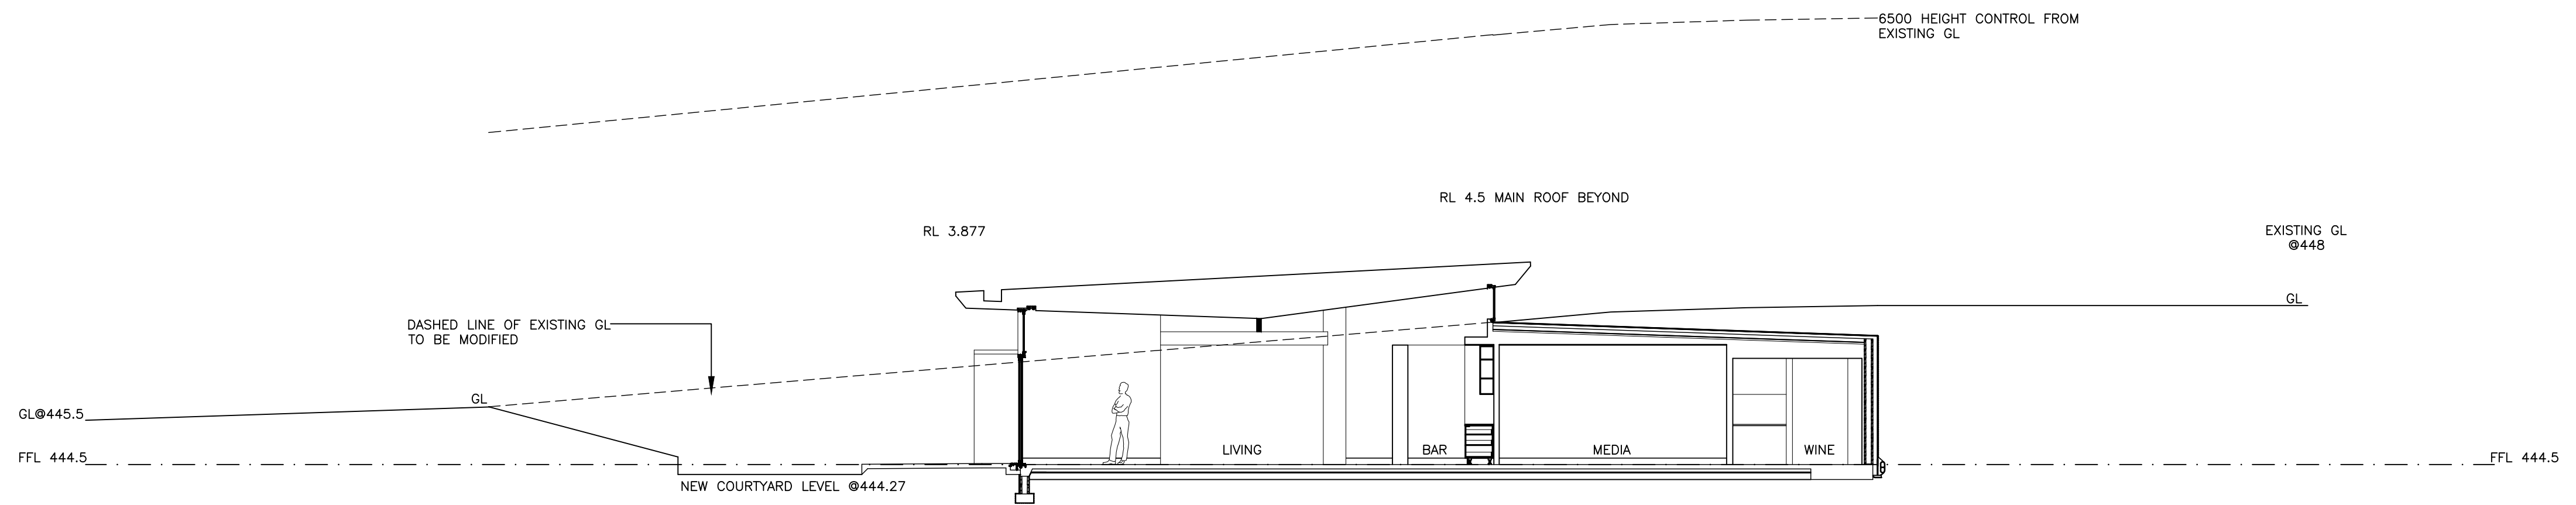 6500 HEIGHT CONTROL FROM
EXISTING GL
RL 4.5 MAIN ROOF BEYOND
RL 3.877
EXISTING GL
@448
GL
DASHED LINE OF EXISTING GL
TO BE MODIFIED
GL
GL@445.5
LIVING
BAR
MEDIA
WINE
FFL 444.5
FFL 444.5
NEW COURTYARD LEVEL @444.27